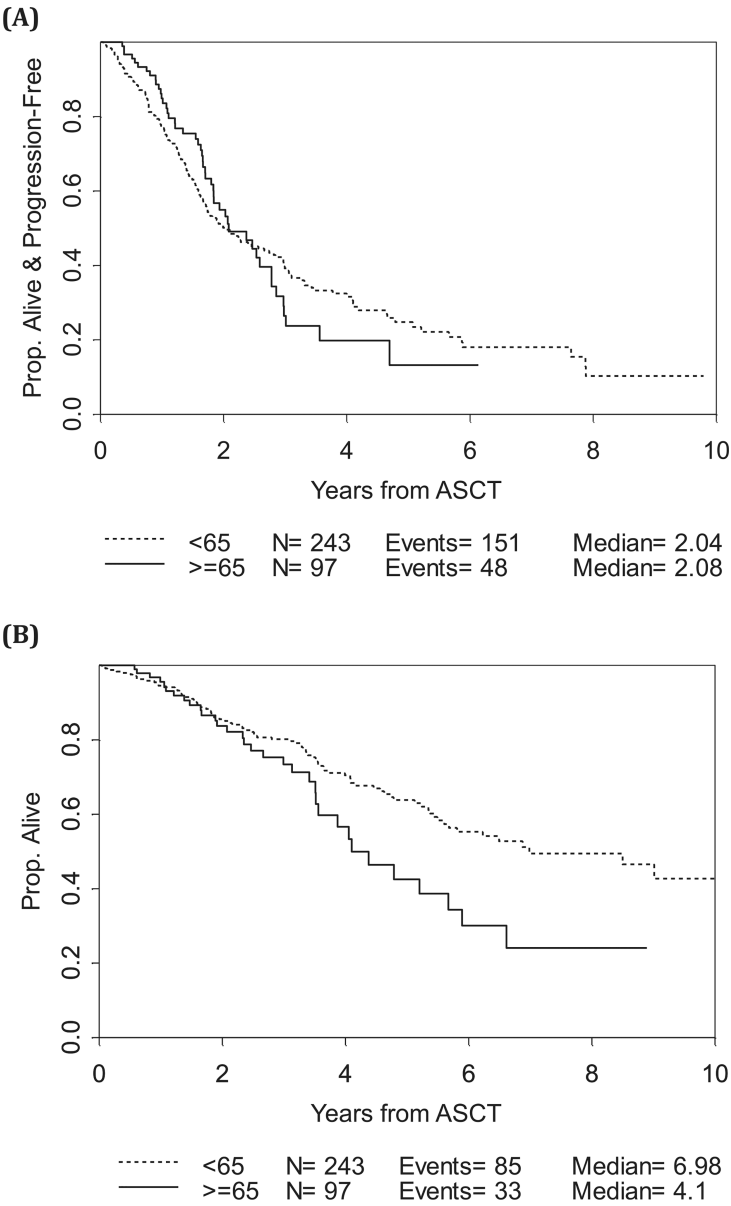 (A)
Prop. Alive & Progression-Free
0.0 0.2 0.4 0.6 0.8
0 2 4 6 8 10
Years from ASCT
<65 N= 243 Events= 151 Median= 2.04
>=65 N= 97 Events= 48 Median= 2.08
(B)
Prop. Alive
0.0 0.2 0.4 0.6 0.8
0 2 4 6 8 10
Years from ASCT
<65 N= 243 Events= 85 Median= 6.98
>=65 N= 97 Events= 33 Median= 4.1